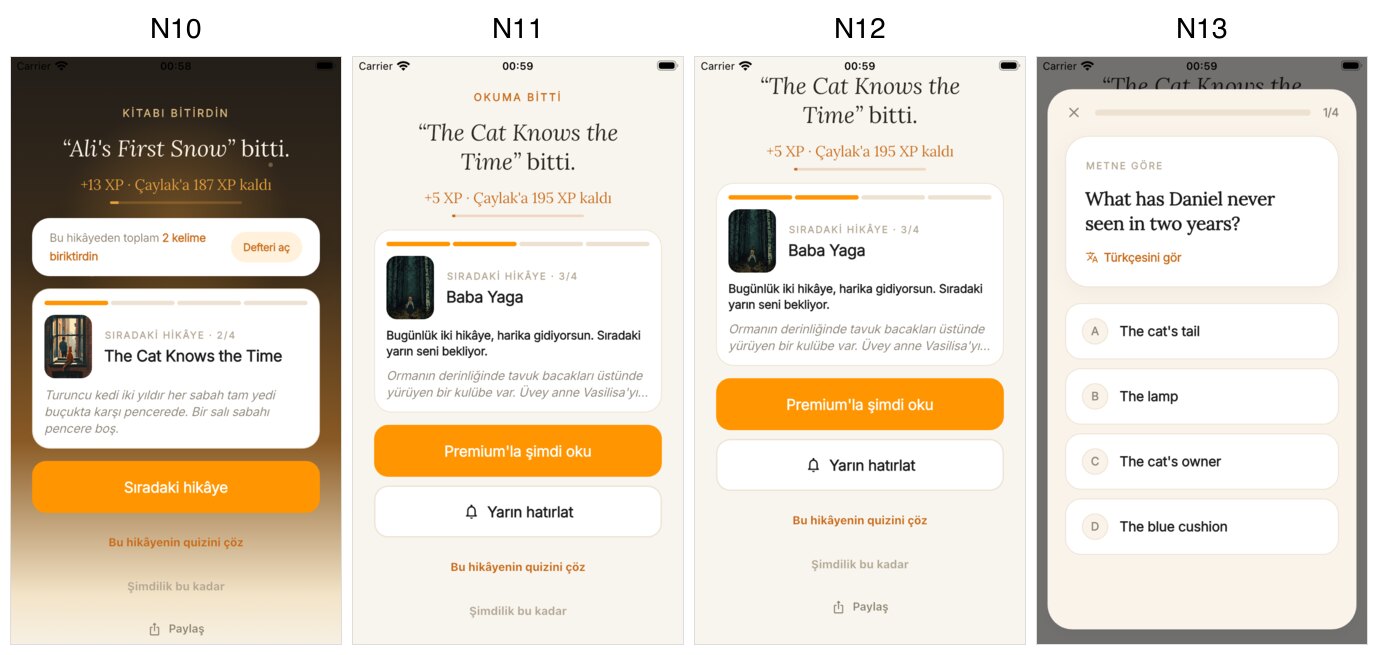 N10
Carrier
00:58
KİTABI BİTİRDİN
“Ali's First Snow” bitti.
+13 XP · Çaylak'a 187 XP kaldı
Bu hikâyeden toplam 2 kelime
biriktirdin
Defteri aç
SIRADAKİ HİKÂYE · 2/4
The Cat Knows the Time
Turuncu kedi iki yıldır her sabah tam yedi
buçukta karşı pencerede. Bir salı sabahı
pencere boş.
Sıradaki hikâye
Bu hikâyenin quizini çöz
Şimdilik bu kadar
Paylaş
N11
Carrier
00:59
OKUMA BİTTİ
“The Cat Knows the
Time” bitti.
+5 XP · Çaylak'a 195 XP kaldı
SIRADAKİ HİKÂYE · 3/4
Baba Yaga
Bugünlük iki hikâye, harika gidiyorsun. Sıradaki
yarın seni bekliyor.
Ormanın derinliğinde tavuk bacakları üstünde
yürüyen bir kulübe var. Üvey anne Vasilisa'yı...
Premium'la şimdi oku
Yarın hatırlat
Bu hikâyenin quizini çöz
Şimdilik bu kadar
N12
Carrier
00:59
“The Cat Knows the
Time” bitti.
+5 XP · Çaylak'a 195 XP kaldı
SIRADAKİ HİKÂYE · 3/4
Baba Yaga
Bugünlük iki hikâye, harika gidiyorsun. Sıradaki
yarın seni bekliyor.
Ormanın derinliğinde tavuk bacakları üstünde
yürüyen bir kulübe var. Üvey anne Vasilisa'yı...
Premium'la şimdi oku
Yarın hatırlat
Bu hikâyenin quizini çöz
Şimdilik bu kadar
Paylaş
N13
Carrier
00:59
“The Cat Knows the
1/4
METNE GÖRE
What has Daniel never
seen in two years?
Türkçesini gör
A The cat's tail
B The lamp
C The cat's owner
D The blue cushion